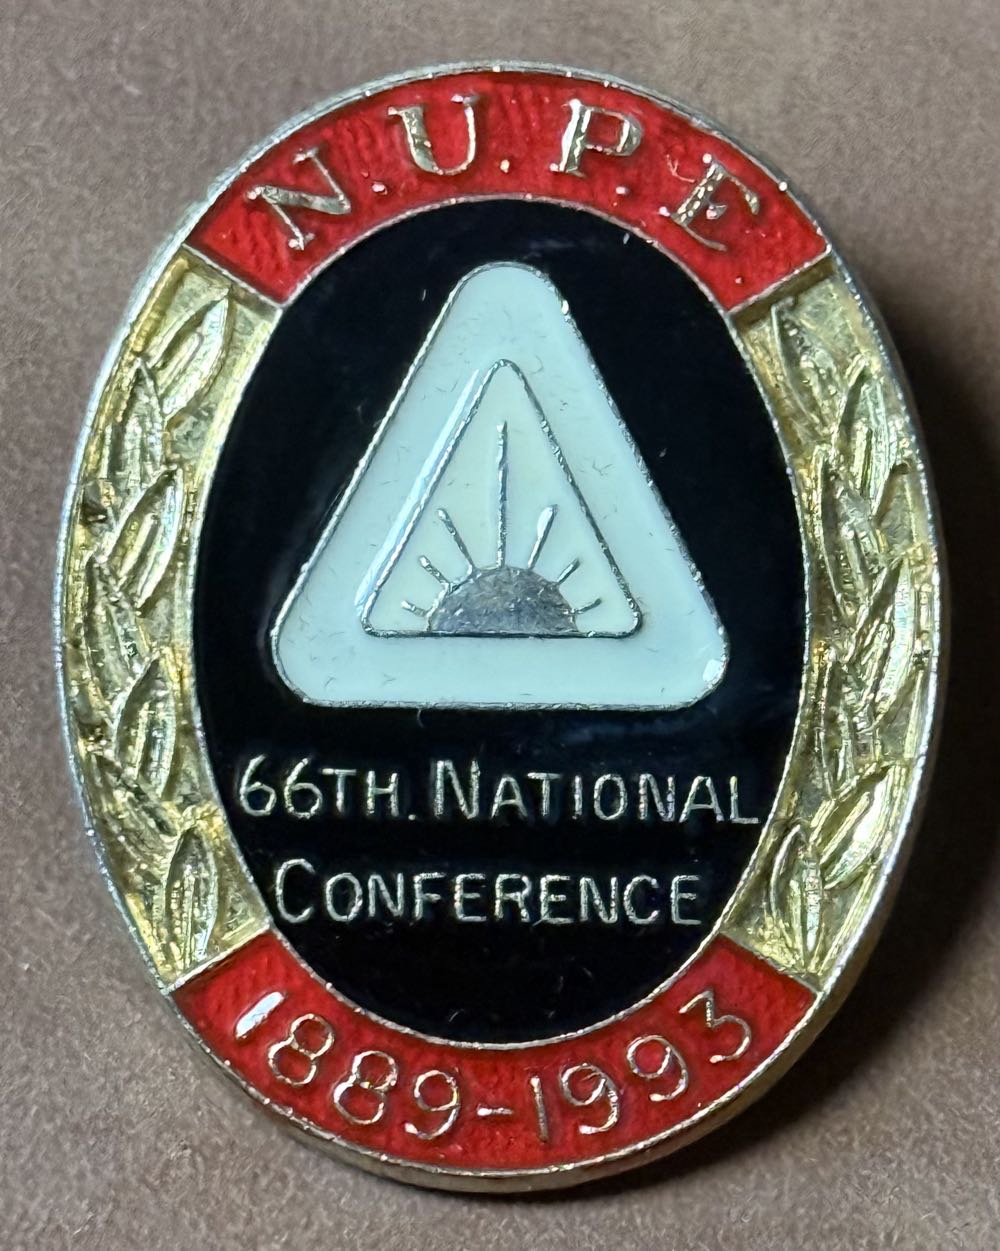 N.U.P.E
66TH. NATIONAL
CONFERENCE
1889-1993